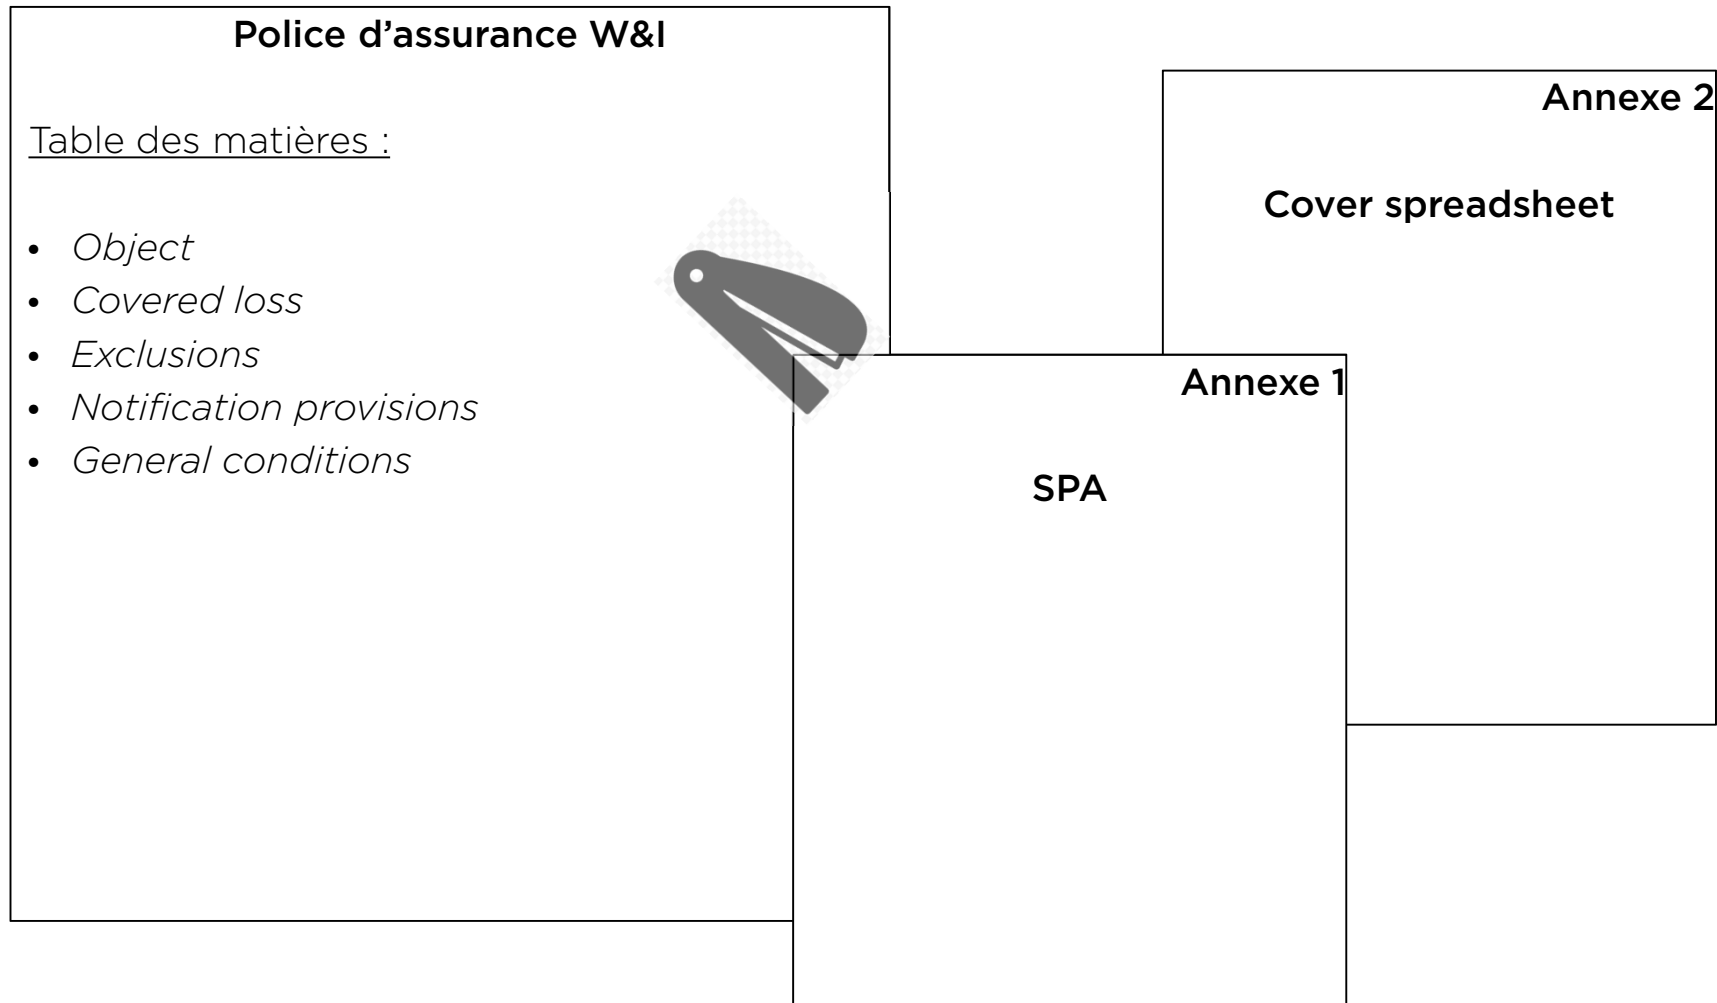 Police d’assurance W&I
Table des matières :
• Object
• Covered loss
• Exclusions
• Notification provisions
• General conditions
Annexe 1
SPA
Annexe 2
Cover spreadsheet